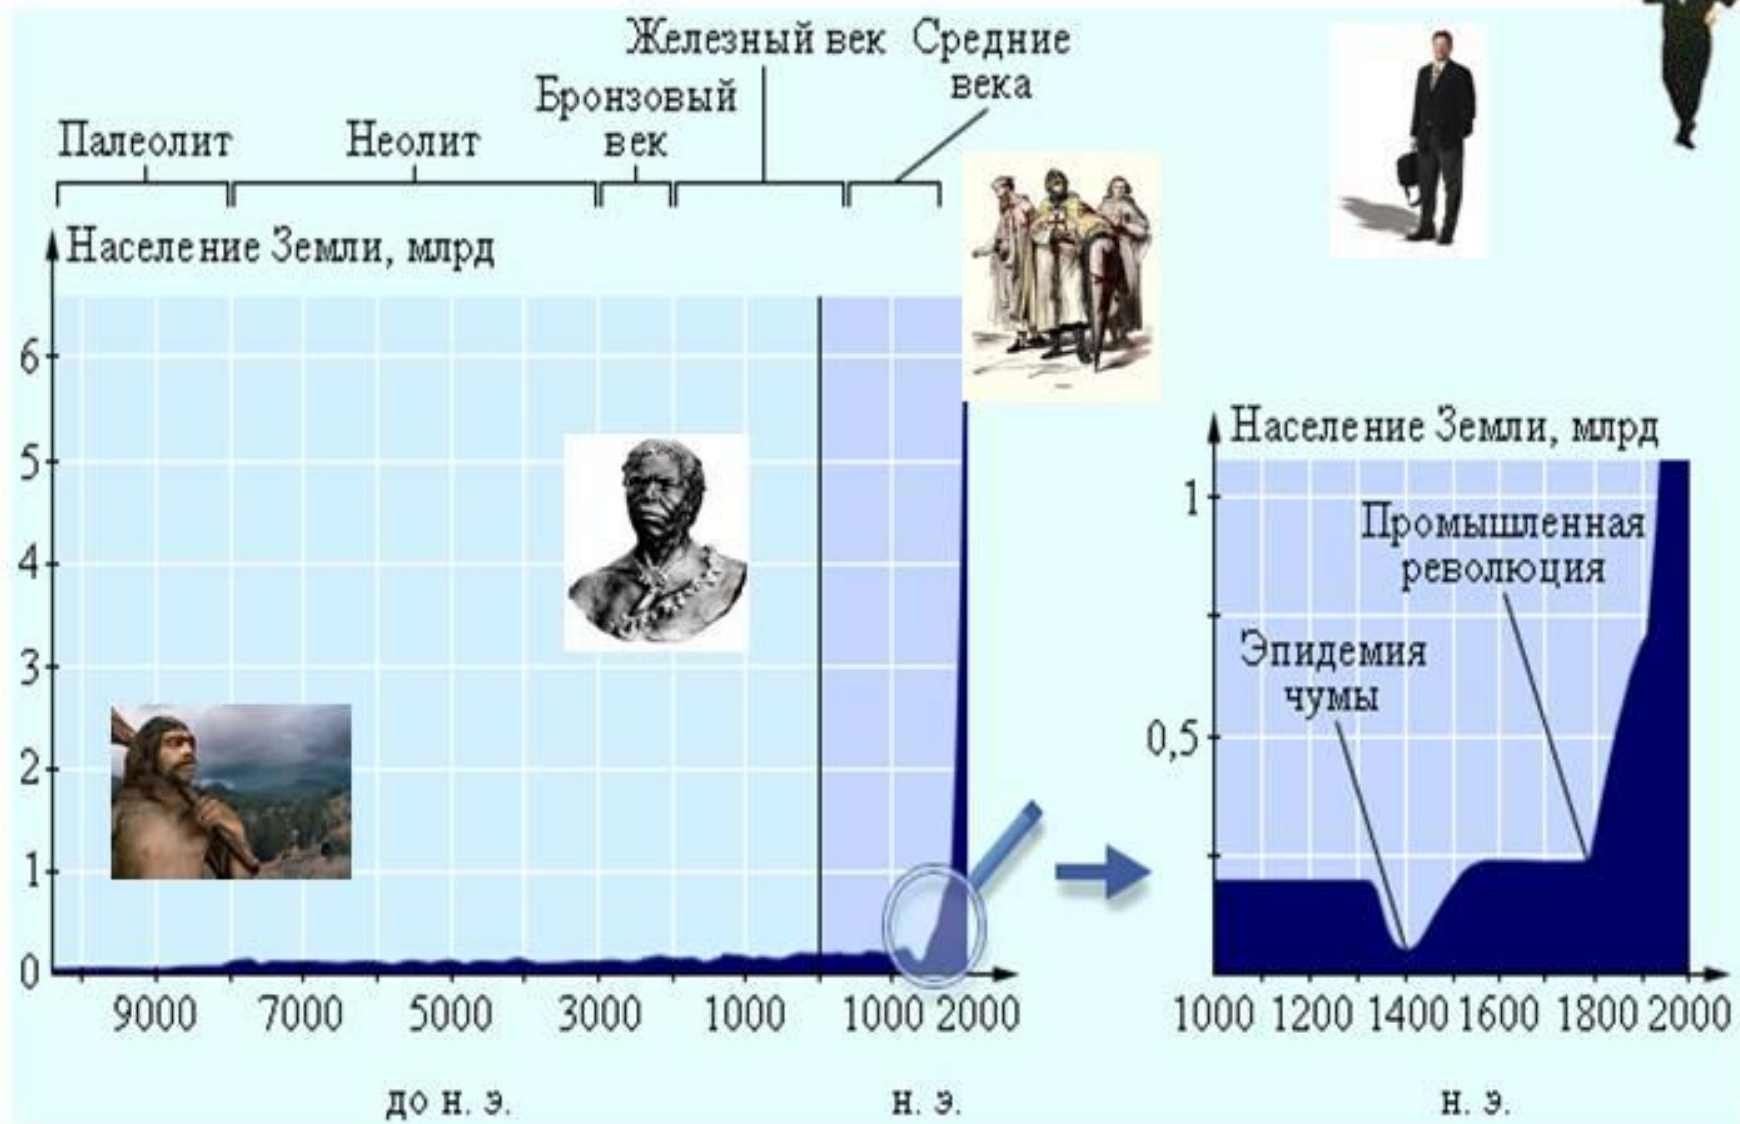 Железный век
Средние
века
Бронзовый
век
Палеолит
Неолит
Население Земли, млрд
6
5
4
3
2
1
0
9000 7000 5000 3000 1000 1000 2000
до н. э.
н. э.
Население Земли, млрд
1
Промышленная
революция
Эпидемия
чумы
0,5
1000 1200 1400 1600 1800 2000
н. э.